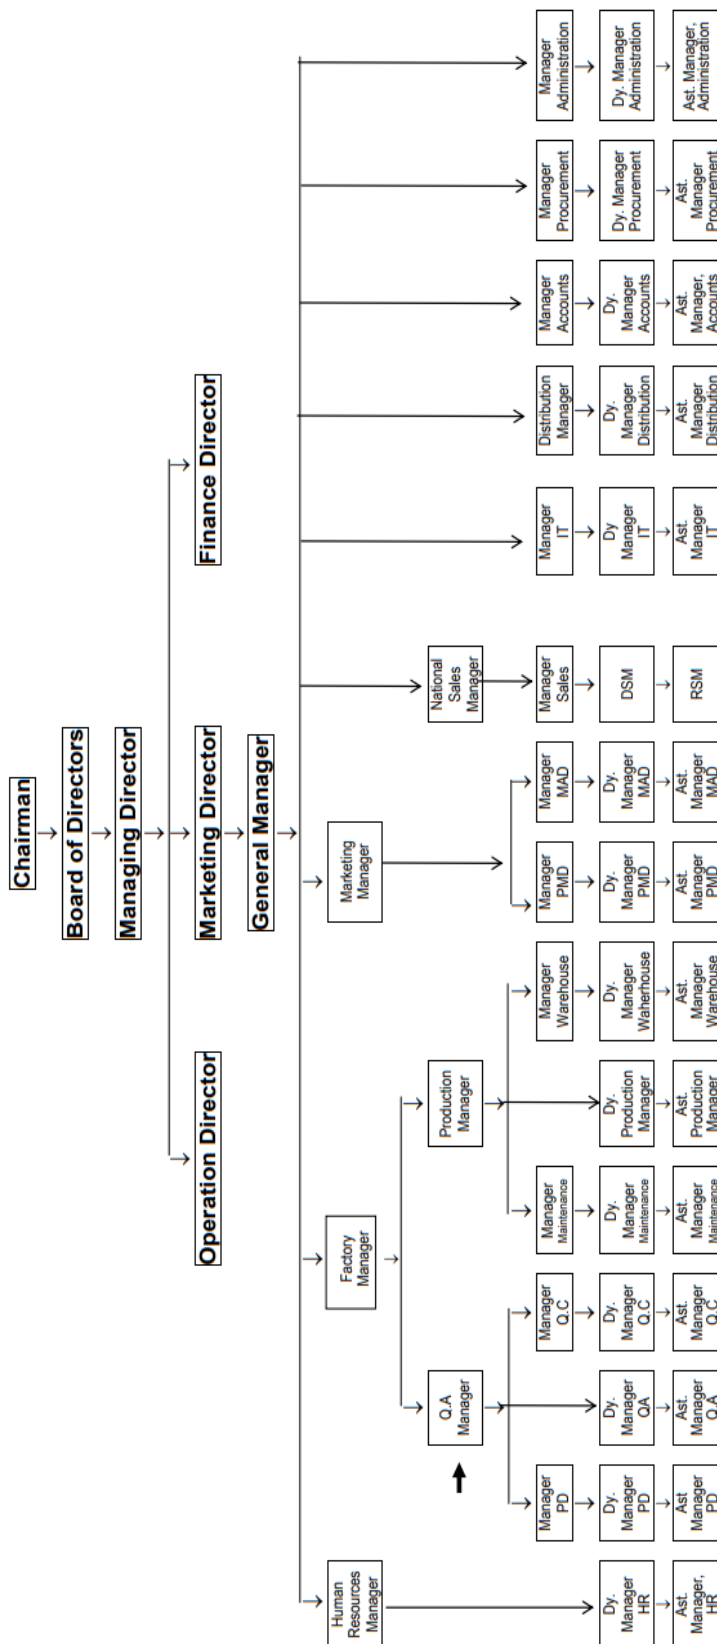 Chairman
Board of Directors
Managing Director
Operation Director
Marketing Director
Finance Director
General Manager
Human
Resources
Manager
Factory
Manager
Marketing
Manager
Q.A
Manager
Production
Manager
National
Sales
Manager
Manager
PD
Manager
Q.C
Manager
Maintenance
Manager
Warehouse
Manager
PMD
Manager
MAD
Manager
Sales
Manager
IT
Distribution
Manager
Manager
Accounts
Manager
Procurement
Manager
Administration
Dy.
Manager
HR
Dy.
Manager
PD
Dy.
Manager
QA
Dy.
Manager
Q.C
Dy.
Manager
Maintenance
Dy.
Production
Manager
Dy.
Manager
Waherhouse
Dy.
Manager
PMD
Dy.
Manager
MAD
DSM
Dy
Manager
IT
Dy.
Manager
Distribution
Dy.
Manager
Accounts
Dy. Manager
Procurement
Dy. Manager
Administration
Ast.
Manager,
HR
Ast
Manager
PD
Ast.
Manager
Q.A
Ast.
Manager
Q.C
Ast.
Manager
Maintenance
Ast.
Production
Manager
Ast.
Manager
Warehouse
Ast.
Manager
PMD
Ast.
Manager
MAD
RSM
Ast.
Manager
IT
Ast.
Manager
Distribution
Ast.
Manager,
Accounts
Ast.
Manager
Procurement
Ast. Manager,
Administration